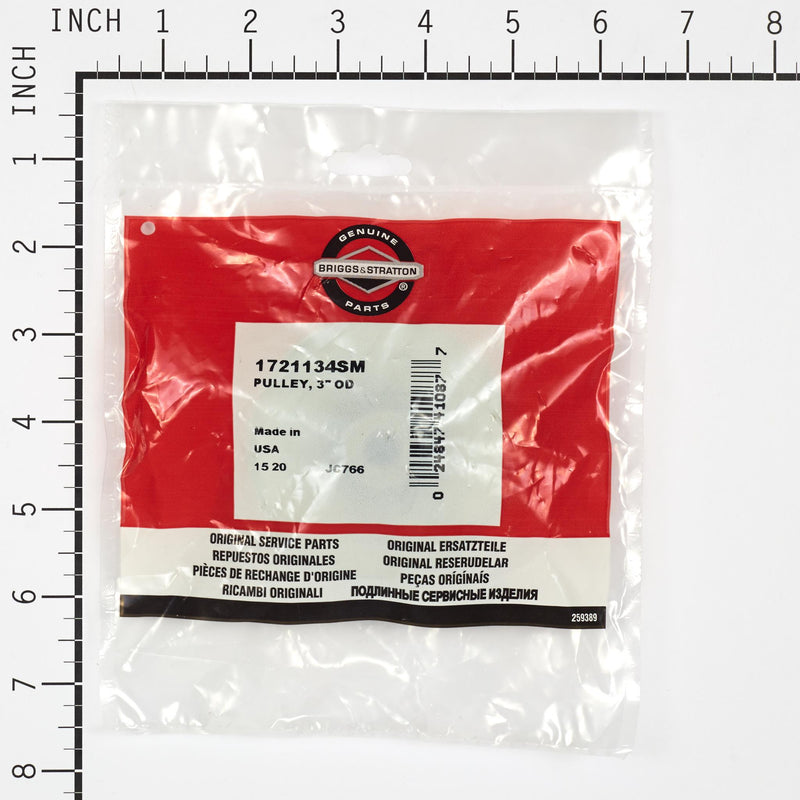 INCH 1 2 3 4 5 6 7 8
INCH
1
2
3
4
5
6
7
8
GENUINE
BRIGGS&STRATTON
®
PARTS
1721134SM
PULLEY, 3" OD
Made in
USA
15 20 JC766
0 24847 41087 7
ORIGINAL SERVICE PARTS
REPUESTOS ORIGINALES
PIÈCES DE RECHANGE D'ORIGINE
RICAMBI ORIGINALI
ORIGINAL ERSATZTEILE
ORIGINAL RESERUDELAR
PEÇAS ORÍGÍNAIS
ПОДЛИННЫЕ СЕРВИСНЫЕ ИЗДЕЛИЯ
259389